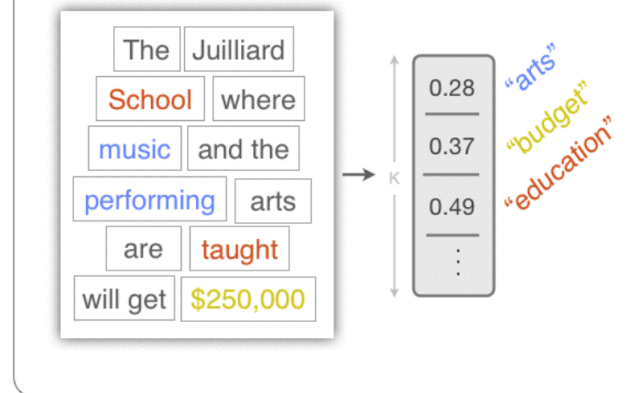 The Juilliard
School where
music and the
performing arts
are taught
will get $250,000
K
0.28
0.37
0.49
⋮
“arts”
“budget”
“education”